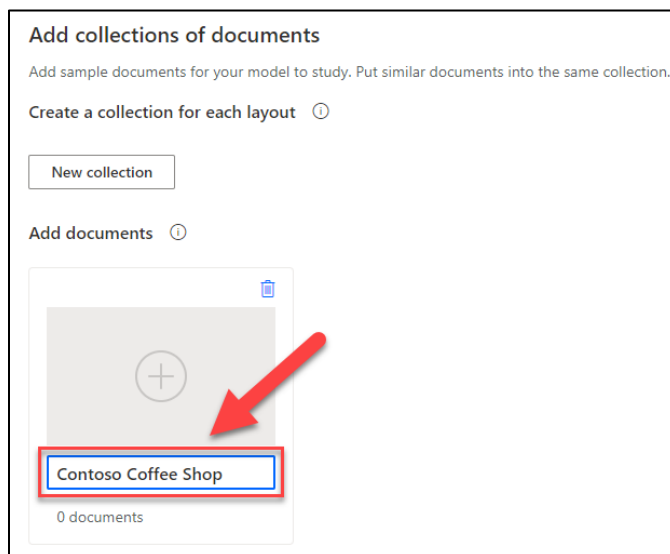 Add collections of documents
Add sample documents for your model to study. Put similar documents into the same collection.
Create a collection for each layout
New collection
Add documents
Contoso Coffee Shop
0 documents